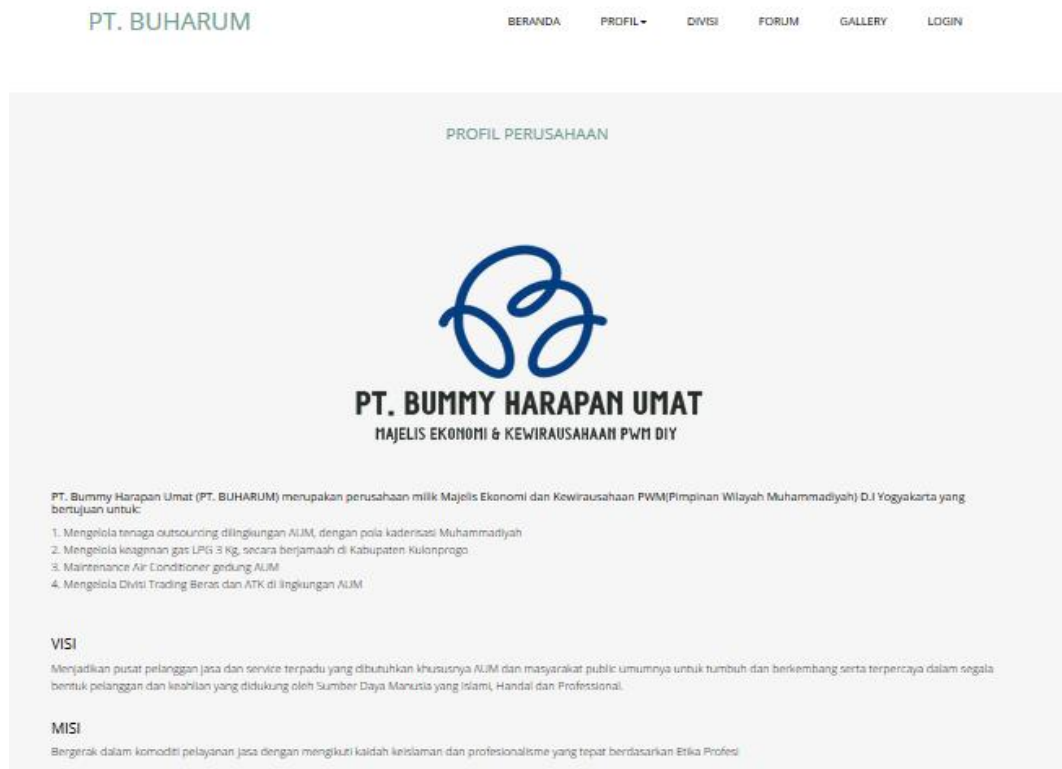 PT. BUHARUM
BERANDA PROFIL DIVISI FORUM GALLERY LOGIN
PROFIL PERUSAHAAN
PT. BUMMY HARAPAN UMAT
MAJELIS EKONOMI & KEWIRAUSAHAAN PWM DIY
PT. Bummy Harapan Umat (PT. BUHARUM) merupakan perusahaan milik Majelis Ekonomi dan Kewirausahaan PWM(Pimpinan Wilayah Muhammadiyah) D.I Yogyakarta yang
bertujuan untuk:
1. Mengelola tenaga outsourcing dilingkungan AUM, dengan pola kaderisasi Muhammadiyah
2. Mengelola keagenan gas LPG 3 Kg, secara berjamaah di Kabupaten Kulonprogo
3. Maintenance Air Conditioner gedung AUM
4. Mengelola Divisi Trading Beras dan ATK di lingkungan AUM
VISI
Menjadikan pusat pelanggan jasa dan service terpadu yang dibutuhkan khususnya AUM dan masyarakat public umumnya untuk tumbuh dan berkembang serta terpercaya dalam segala
bentuk pelanggan dan keahlian yang didukung oleh Sumber Daya Manusia yang Islami, Handal dan Professional.
MISI
Bergerak dalam komoditi pelayanan jasa dengan mengikuti kaidah keislaman dan profesionalisme yang tepat berdasarkan Etika Profesi